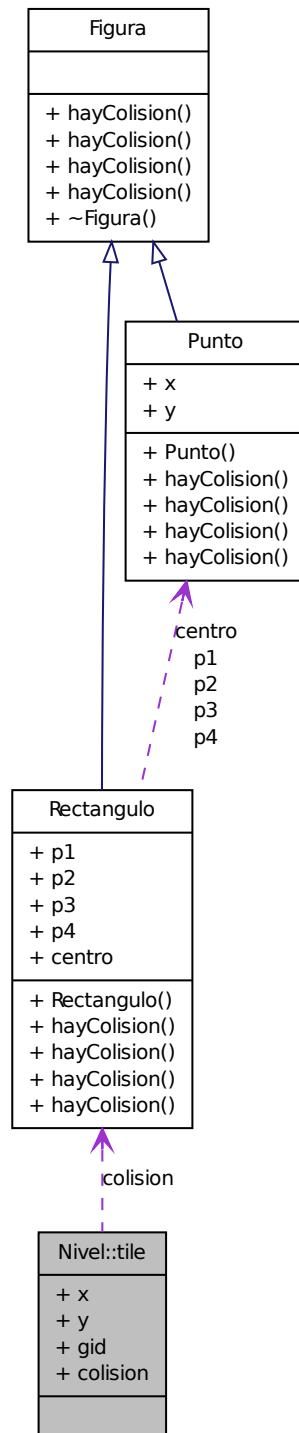 Figura
+ hayColision()
+ hayColision()
+ hayColision()
+ hayColision()
+ ~Figura()
Punto
+ x
+ y
+ Punto()
+ hayColision()
+ hayColision()
+ hayColision()
+ hayColision()
centro
p1
p2
p3
p4
Rectangulo
+ p1
+ p2
+ p3
+ p4
+ centro
+ Rectangulo()
+ hayColision()
+ hayColision()
+ hayColision()
+ hayColision()
colision
Nivel::tile
+ x
+ y
+ gid
+ colision